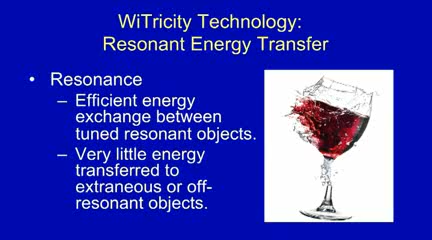 WiTricity Technology:
Resonant Energy Transfer
• Resonance
– Efficient energy
exchange between
tuned resonant objects.
– Very little energy
transferred to
extraneous or off-
resonant objects.